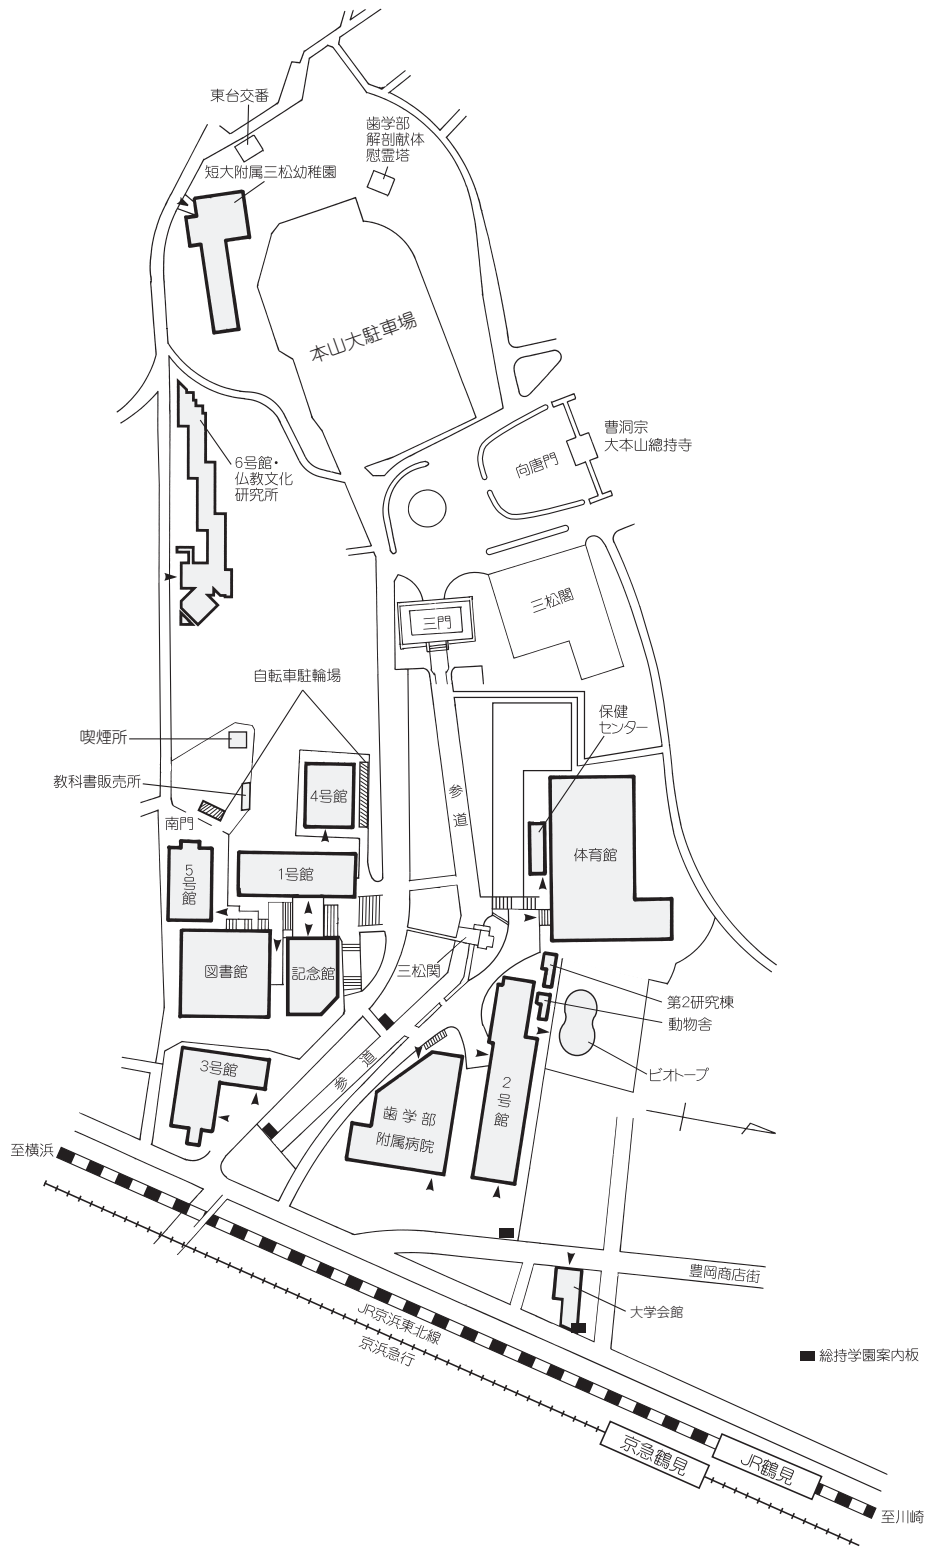 東台交番
歯学部
解剖献体
慰霊塔
短大附属三松幼稚園
本山大駐車場
曹洞宗
大本山總持寺
向唐門
6号館・
仏教文化
研究所
三松閣
三門
自転車駐輪場
保健
センター
喫煙所
教科書販売所
4号館
参道
南門
体育館
1号館
5号館
図書館
記念館
三松関
第2研究棟
動物舎
3号館
参道
ビオトープ
2号館
歯学部
附属病院
至横浜
豊岡商店街
大学会館
JR京浜東北線
京浜急行
総持学園案内板
京急鶴見
JR鶴見
至川崎